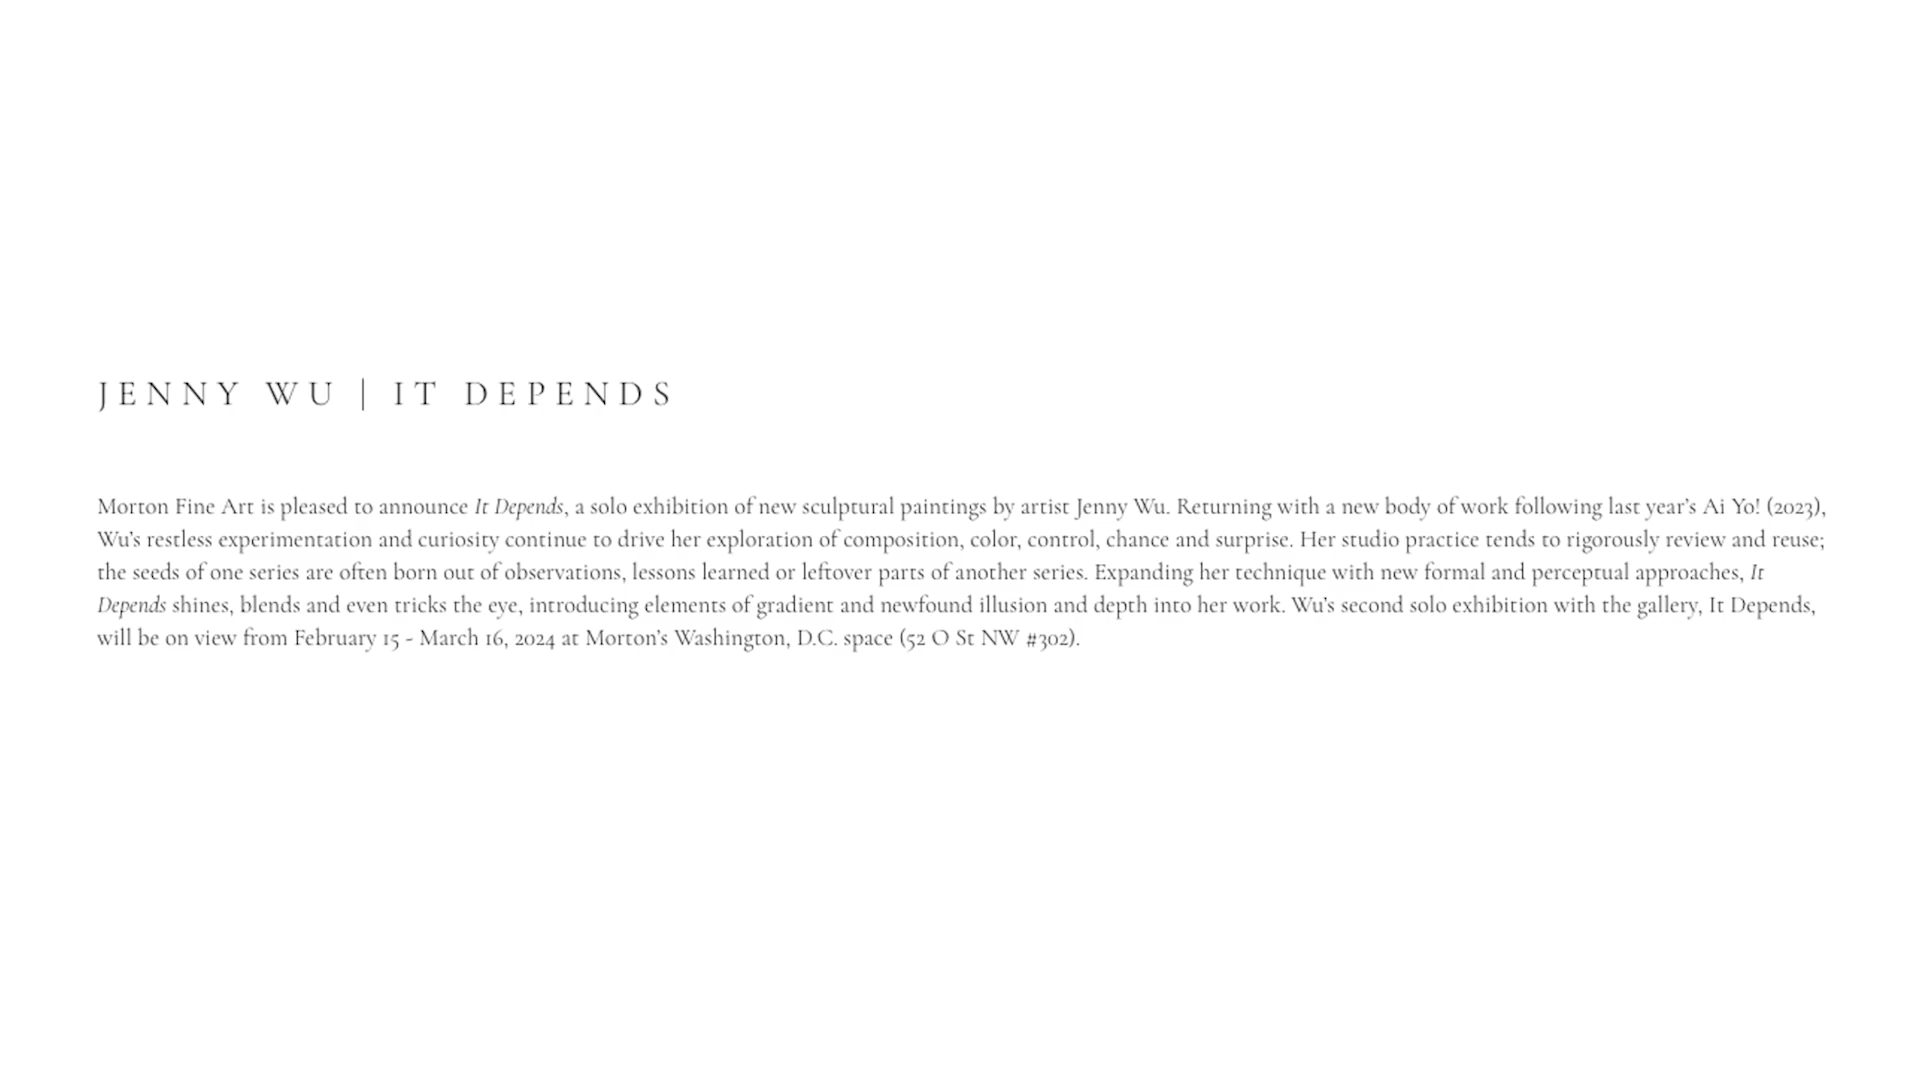 JENNY WU | IT DEPENDS
Morton Fine Art is pleased to announce It Depends, a solo exhibition of new sculptural paintings by artist Jenny Wu. Returning with a new body of work following last year’s Ai Yo! (2023),
Wu’s restless experimentation and curiosity continue to drive her exploration of composition, color, control, chance and surprise. Her studio practice tends to rigorously review and reuse;
the seeds of one series are often born out of observations, lessons learned or leftover parts of another series. Expanding her technique with new formal and perceptual approaches, It
Depends shines, blends and even tricks the eye, introducing elements of gradient and newfound illusion and depth into her work. Wu’s second solo exhibition with the gallery, It Depends,
will be on view from February 15 - March 16, 2024 at Morton’s Washington, D.C. space (52 O St NW #302).